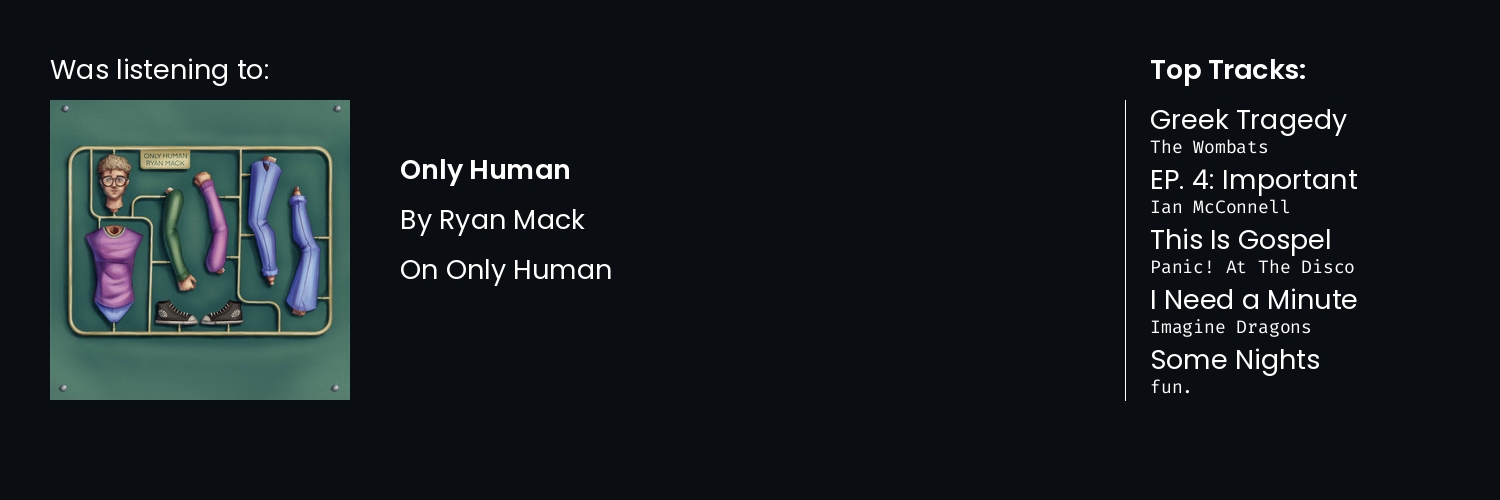 Was listening to:
ONLY HUMAN
RYAN MACK
Only Human
By Ryan Mack
On Only Human
Top Tracks:
Greek Tragedy
The Wombats
EP. 4: Important
Ian McConnell
This Is Gospel
Panic! At The Disco
I Need a Minute
Imagine Dragons
Some Nights
fun.